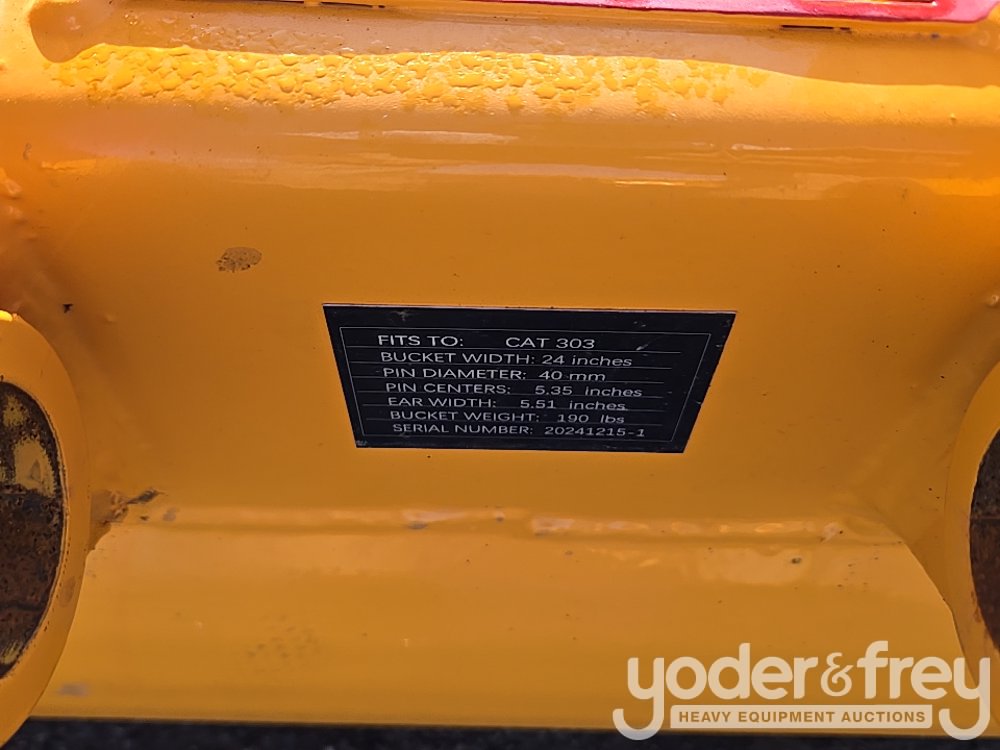 FITS TO: CAT 303
BUCKET WIDTH: 24 inches
PIN DIAMETER: 40 mm
PIN CENTERS: 5.35 inches
EAR WIDTH: 5.51 inches
BUCKET WEIGHT: 190 lbs
SERIAL NUMBER: 20241215-1
yoder&frey
HEAVY EQUIPMENT AUCTIONS